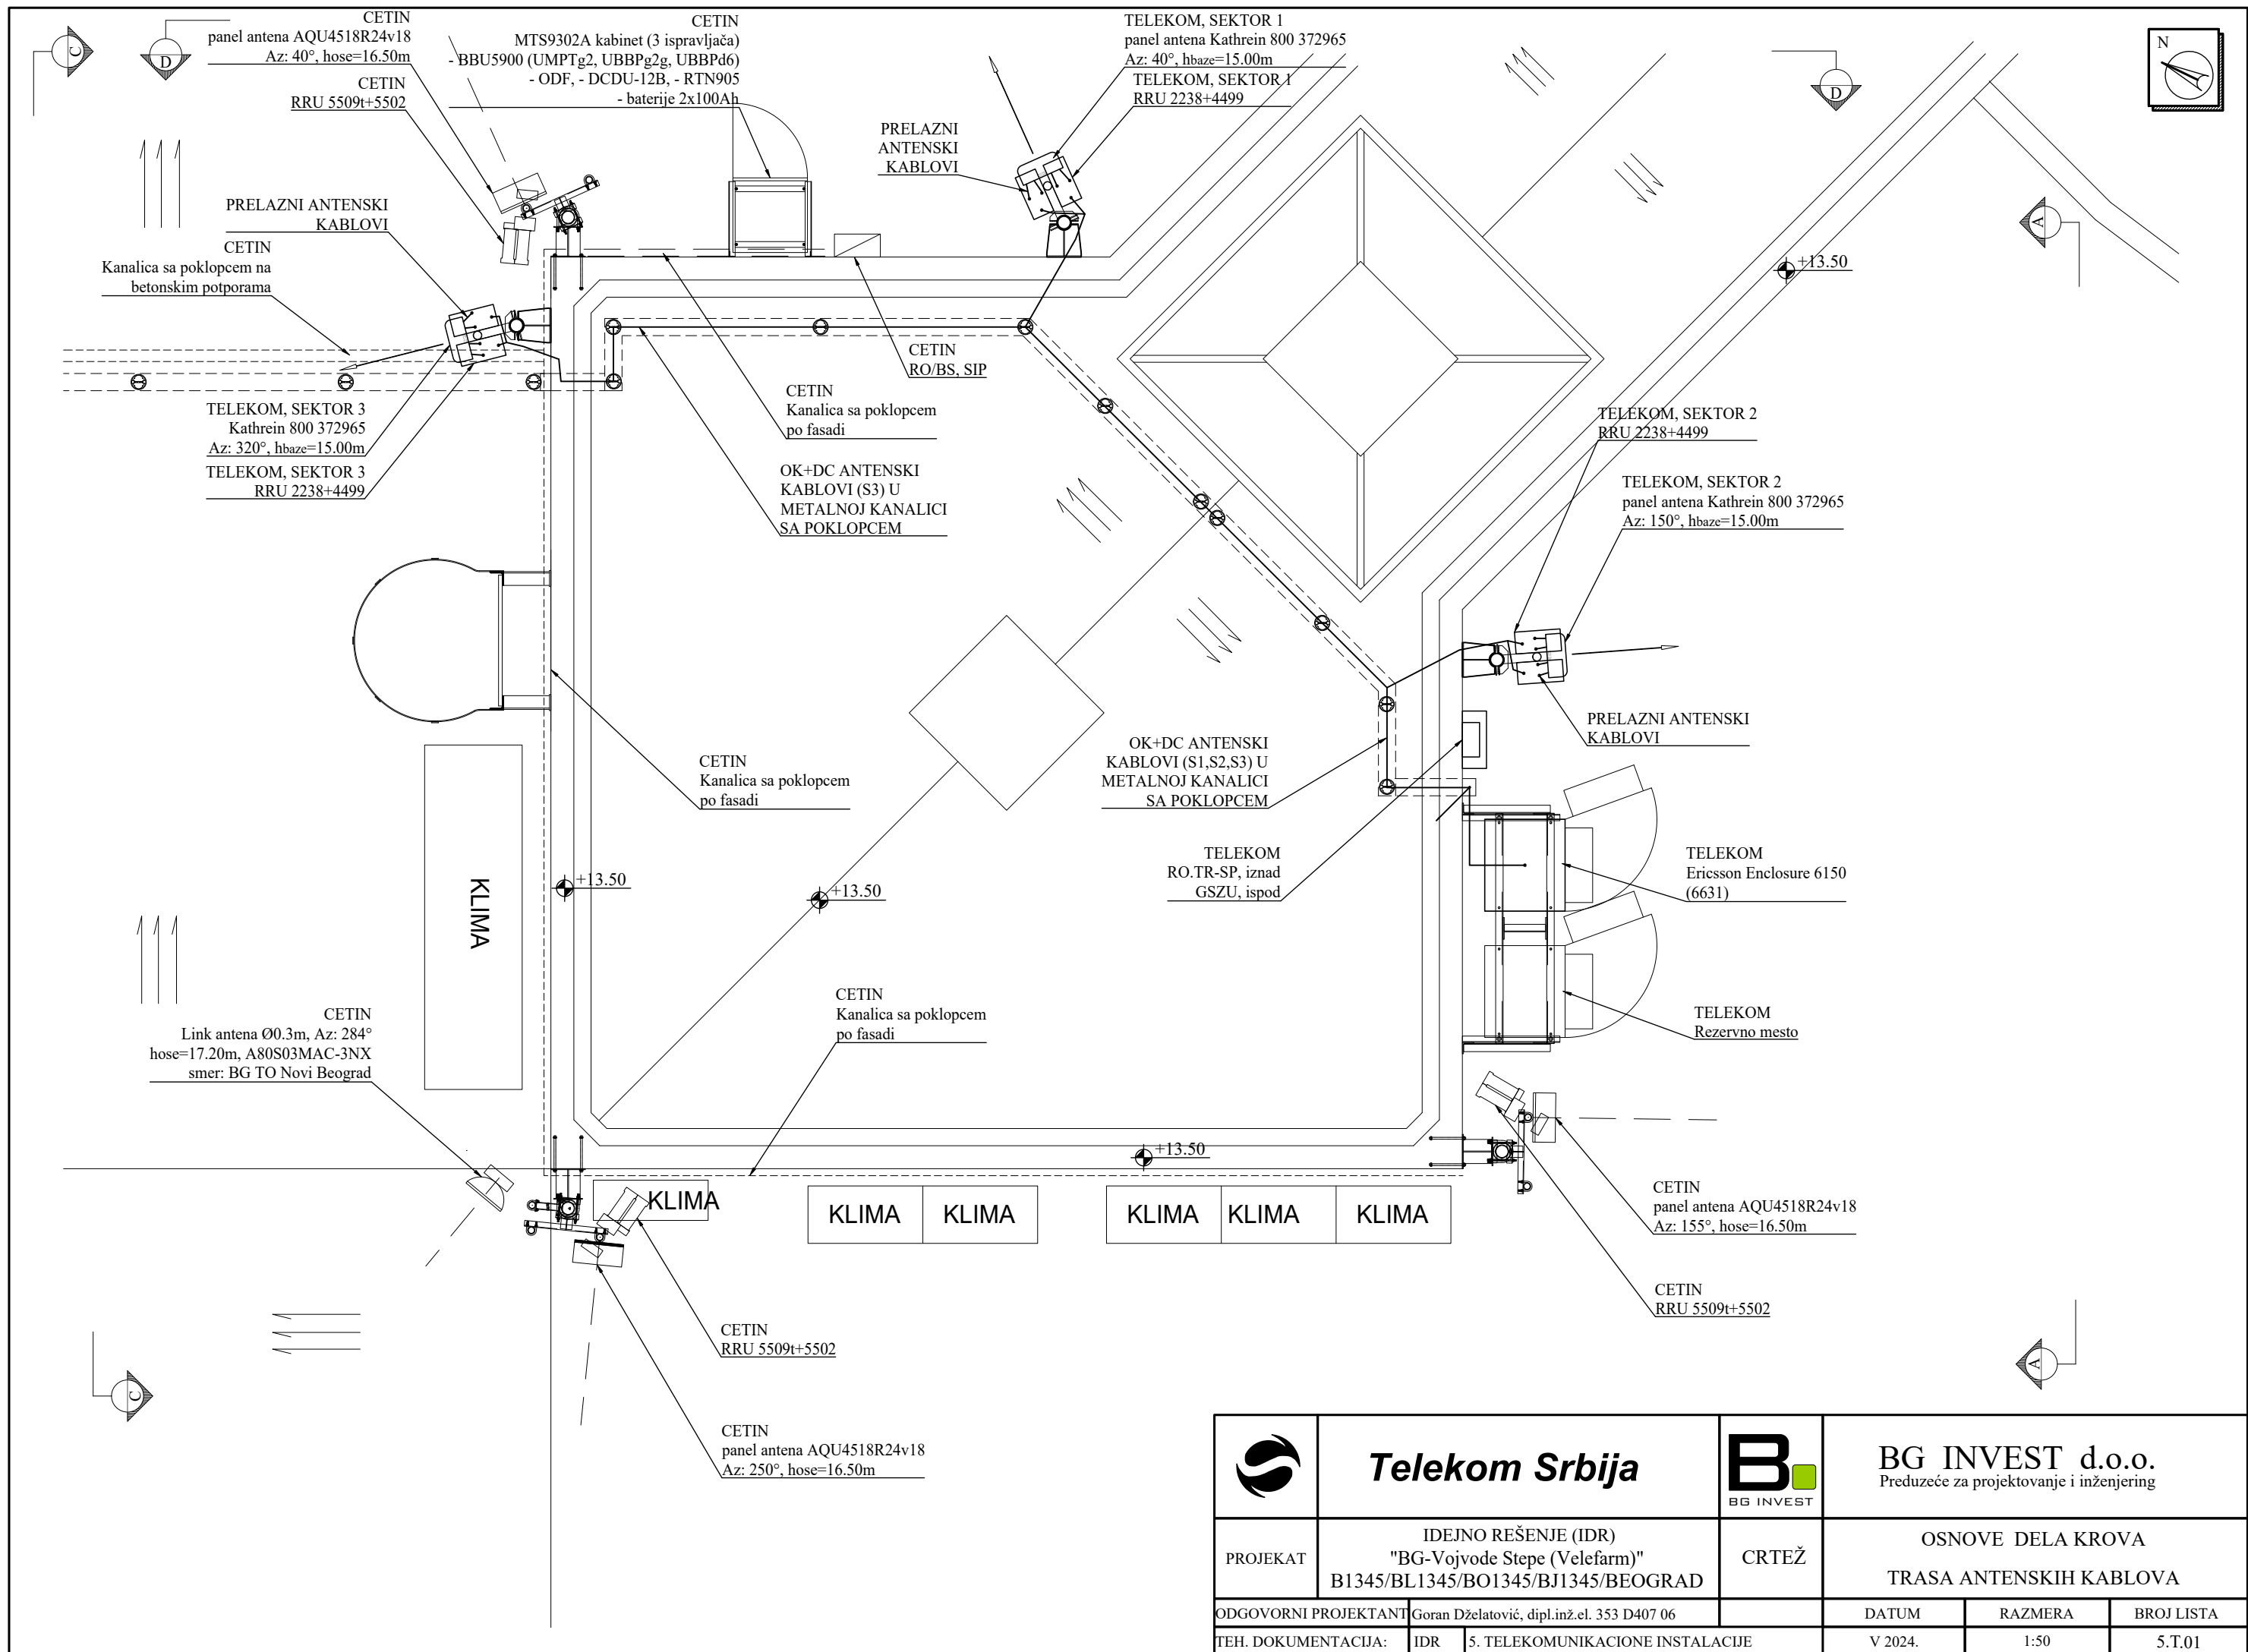 CETIN
panel antena AQU4518R24v18
Az: 40°, hose=16.50m
CETIN
RRU 5509t+5502
CETIN
MTS9302A kabinet (3 ispravljača)
- BBU5900 (UMPTg2, UBBPg2g, UBBPd6)
- ODF, - DCDU-12B, - RTN905
- baterije 2x100Ah
TELEKOM, SEKTOR 1
panel antena Kathrein 800 372965
Az: 40°, hbaze=15.00m
TELEKOM, SEKTOR 1
RRU 2238+4499
PRELAZNI
ANTENSKI
KABLOVI
C
D
D
N
A
PRELAZNI ANTENSKI
KABLOVI
CETIN
Kanalica sa poklopcem na
betonskim potporama
+13.50
CETIN
RO/BS, SIP
CETIN
Kanalica sa poklopcem
po fasadi
TELEKOM, SEKTOR 3
Kathrein 800 372965
Az: 320°, hbaze=15.00m
TELEKOM, SEKTOR 3
RRU 2238+4499
OK+DC ANTENSKI
KABLOVI (S3) U
METALNOJ KANALICI
SA POKLOPCEM
TELEKOM, SEKTOR 2
RRU 2238+4499
TELEKOM, SEKTOR 2
panel antena Kathrein 800 372965
Az: 150°, hbaze=15.00m
PRELAZNI ANTENSKI
KABLOVI
CETIN
Kanalica sa poklopcem
po fasadi
OK+DC ANTENSKI
KABLOVI (S1,S2,S3) U
METALNOJ KANALICI
SA POKLOPCEM
TELEKOM
RO.TR-SP, iznad
GSZU, ispod
TELEKOM
Ericsson Enclosure 6150
(6631)
KLIMA
+13.50
+13.50
CETIN
Kanalica sa poklopcem
po fasadi
TELEKOM
Rezervno mesto
CETIN
Link antena Ø0.3m, Az: 284°
hose=17.20m, A80S03MAC-3NX
smer: BG TO Novi Beograd
+13.50
KLIMA
KLIMA
KLIMA
KLIMA
KLIMA
KLIMA
CETIN
panel antena AQU4518R24v18
Az: 155°, hose=16.50m
CETIN
RRU 5509t+5502
CETIN
RRU 5509t+5502
C
A
CETIN
panel antena AQU4518R24v18
Az: 250°, hose=16.50m
Telekom Srbija
B
BG INVEST
BG INVEST d.o.o.
Preduzeće za projektovanje i inženjering
PROJEKAT
IDEJNO REŠENJE (IDR)
"BG-Vojvode Stepe (Velefarm)"
B1345/BL1345/BO1345/BJ1345/BEOGRAD
CRTEŽ
OSNOVE DELA KROVA
TRASA ANTENSKIH KABLOVA
ODGOVORNI PROJEKTANT
Goran Dželatović, dipl.inž.el. 353 D407 06
DATUM
RAZMERA
BROJ LISTA
TEH. DOKUMENTACIJA:
IDR
5. TELEKOMUNIKACIONE INSTALACIJE
V 2024.
1:50
5.T.01